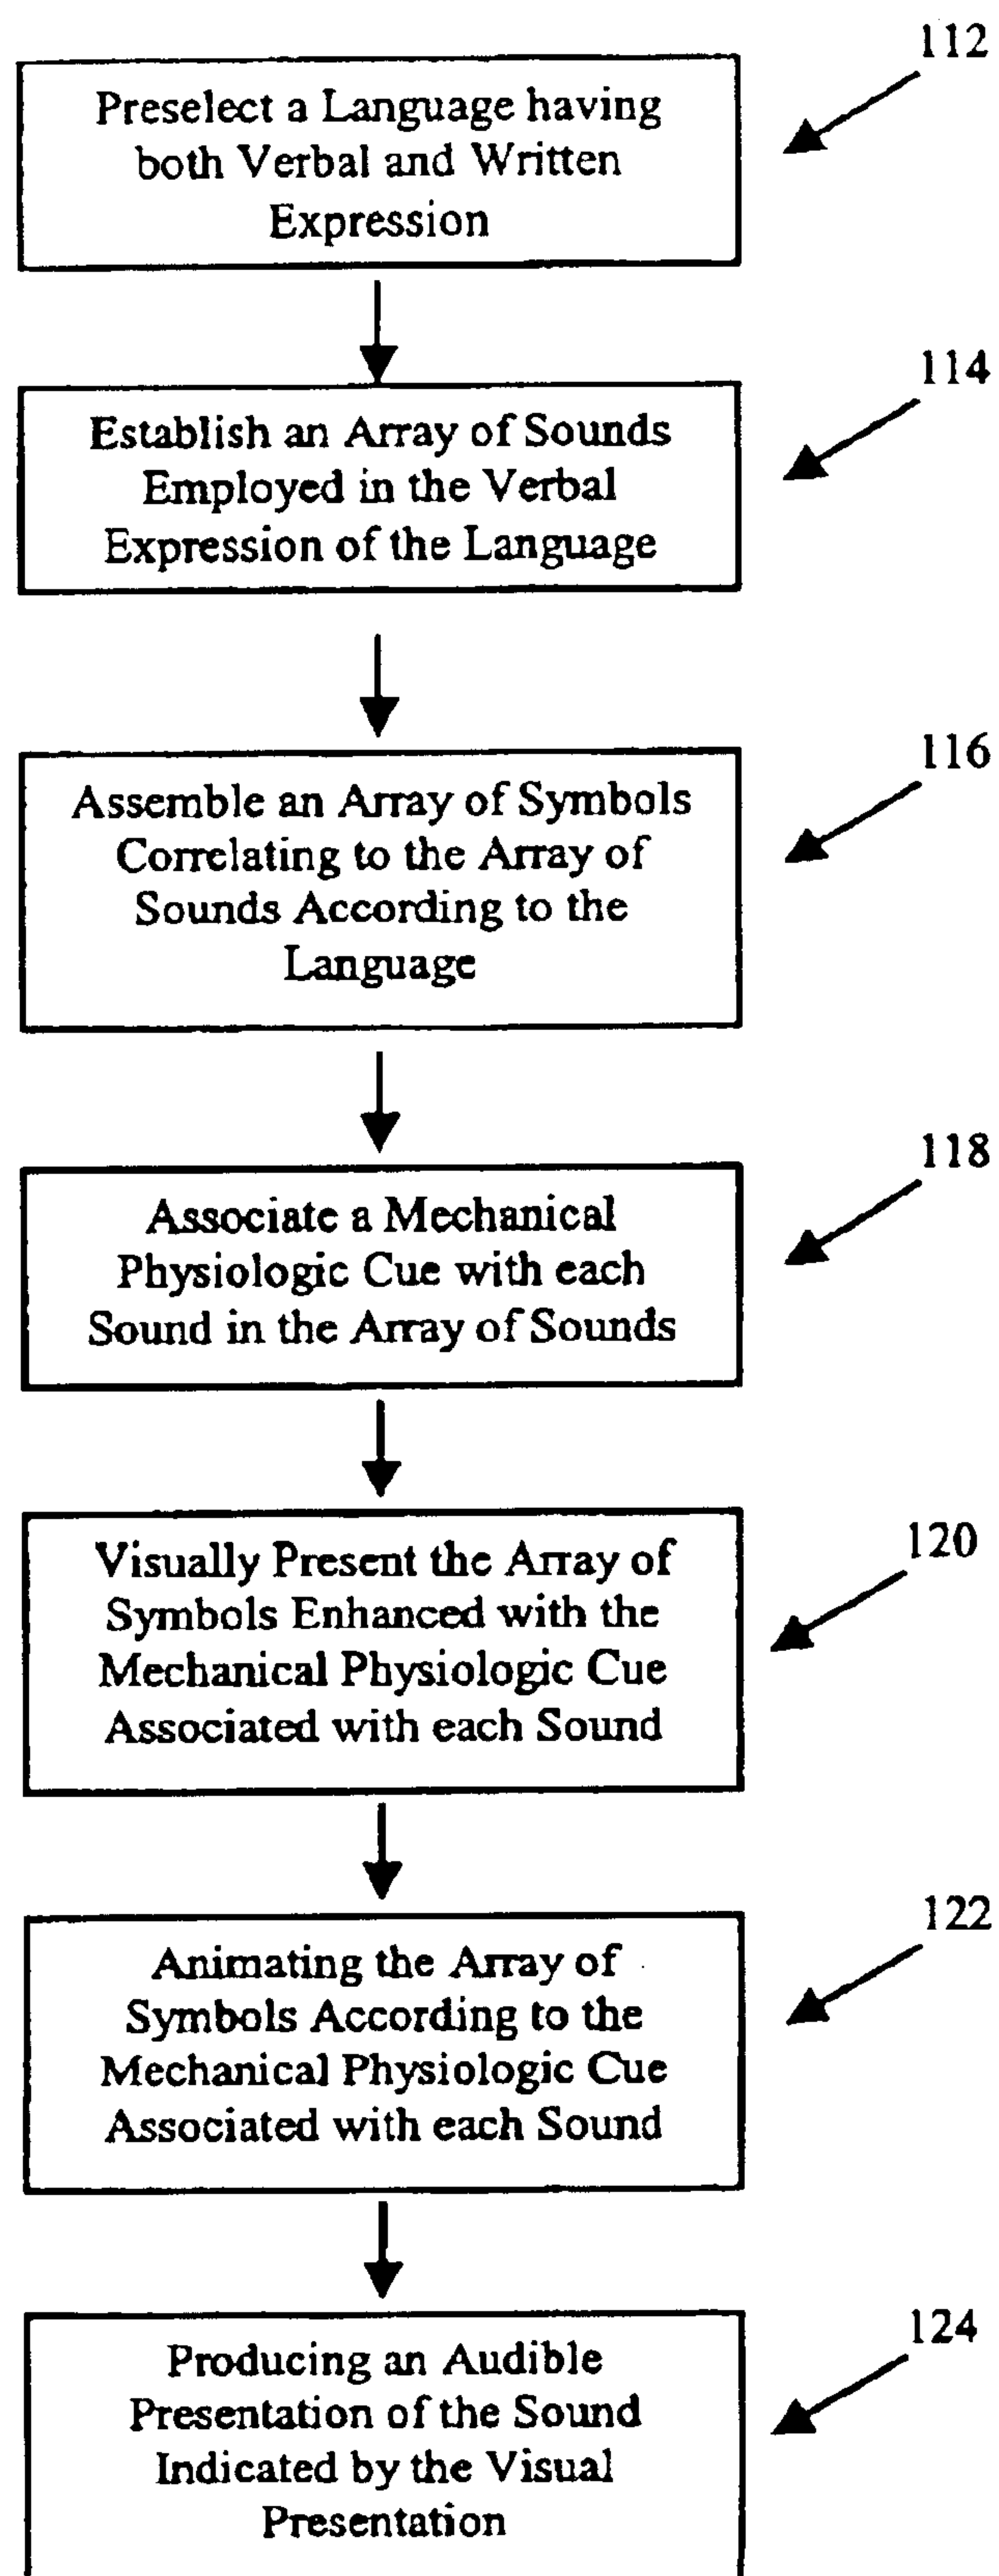 112
Preselect a Language having
both Verbal and Written
Expression
114
Establish an Array of Sounds
Employed in the Verbal
Expression of the Language
116
Assemble an Array of Symbols
Correlating to the Array of
Sounds According to the
Language
118
Associate a Mechanical
Physiologic Cue with each
Sound in the Array of Sounds
120
Visually Present the Array of
Symbols Enhanced with the
Mechanical Physiologic Cue
Associated with each Sound
122
Animating the Array of
Symbols According to the
Mechanical Physiologic Cue
Associated with each Sound
124
Producing an Audible
Presentation of the Sound
Indicated by the Visual
Presentation